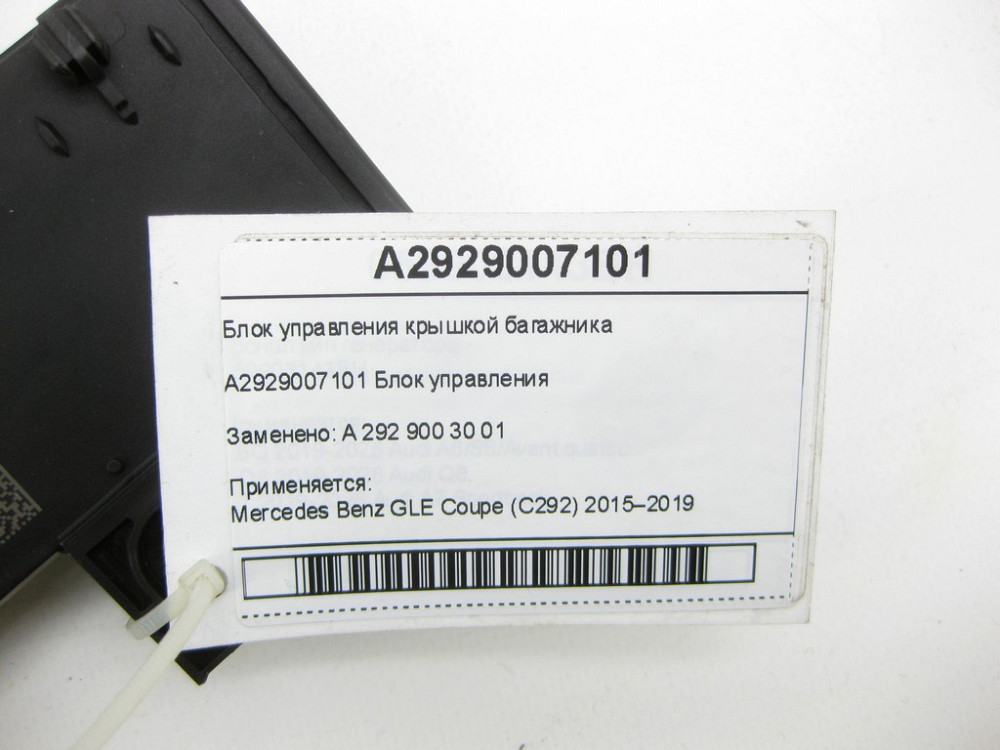 A2929007101
Блок управления крышкой багажника
A2929007101 Блок управления
Заменено: A 292 900 30 01
Применяется:
Mercedes Benz GLE Coupe (C292) 2015–2019